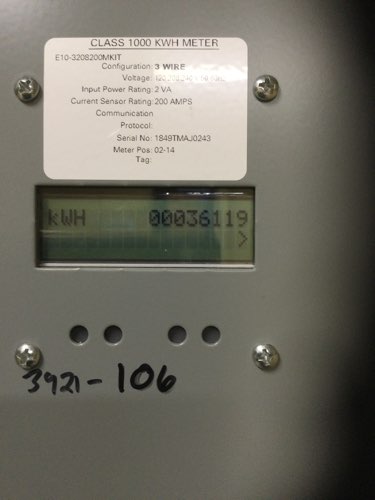 CLASS 1000 KWH METER
E10-3208200MKIT
Configuration: 3 WIRE
Voltage:
Input Power Rating: 2 VA
Current Sensor Rating: 200 AMPS
Communication
Protocol:
Serial No: 1849TMAJ0243
Meter Pos: 02-14
Tag:
kWH 00036119
>
3921-106